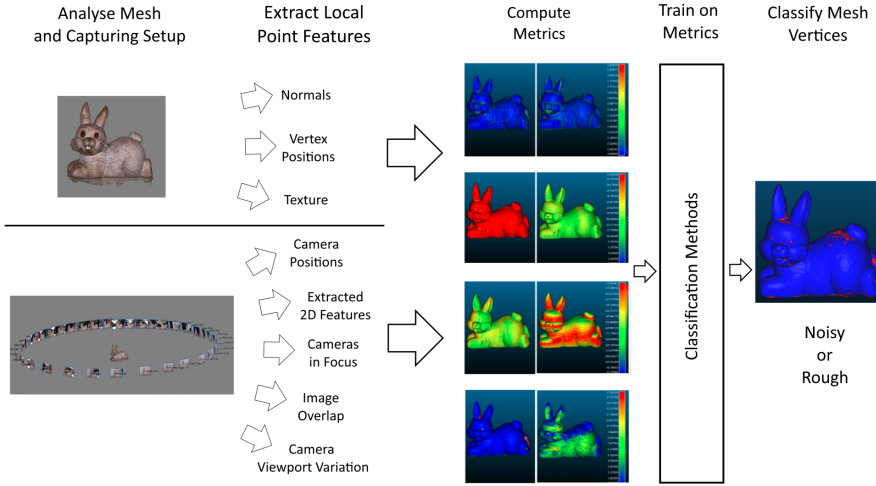 Analyse Mesh
and Capturing Setup
Extract Local
Point Features
Compute
Metrics
Train on
Metrics
Classify Mesh
Vertices
Normals
Vertex
Positions
Texture
Camera
Positions
Extracted
2D Features
Cameras
in Focus
Image
Overlap
Camera
Viewport Variation
Classification Methods
Noisy
or
Rough